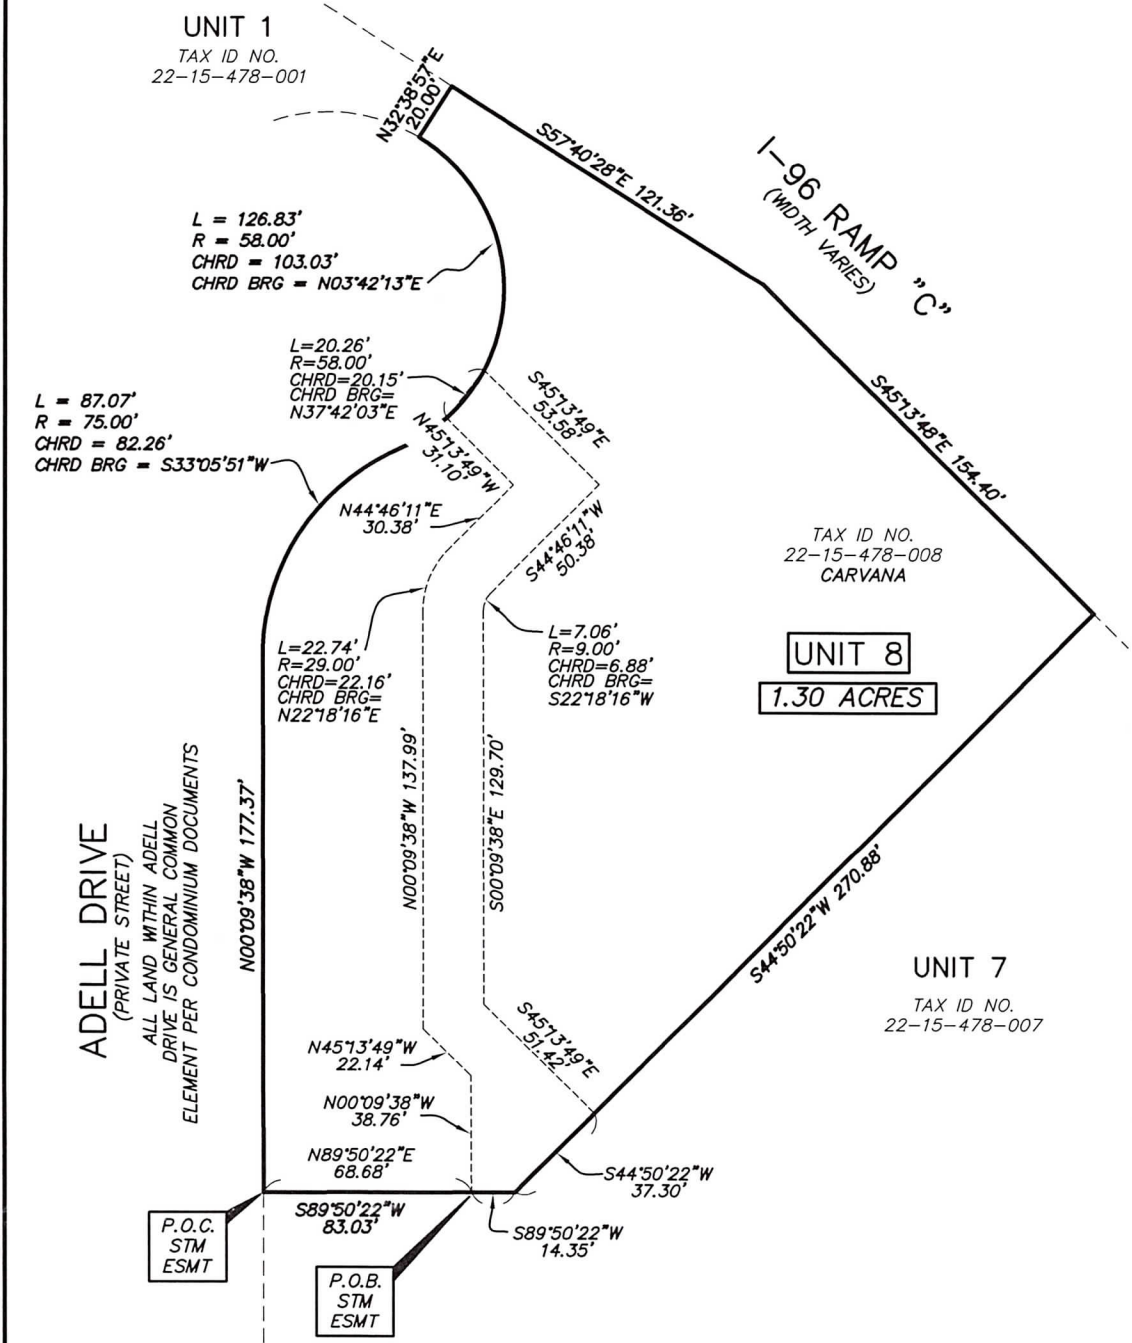 UNIT 1
TAX ID NO.
22-15-478-001
N32°38'57"E
20.00'
S57°40'28"E 121.36'
I-96 RAMP "C"
(WIDTH VARIES)
L = 126.83'
R = 58.00'
CHRD = 103.03'
CHRD BRG = N03°42'13"E
L=20.26'
R=58.00'
CHRD=20.15'
CHRD BRG=
N37°42'03"E
S45°13'49"E
53.58'
S45°13'48"E 154.40'
L = 87.07'
R = 75.00'
CHRD = 82.26'
CHRD BRG = S33°05'51"W
N45°13'49"W
31.10'
N44°46'11"E
30.38'
S44°46'11"W
50.38'
TAX ID NO.
22-15-478-008
CARVANA
UNIT 8
1.30 ACRES
L=22.74'
R=29.00'
CHRD=22.16'
CHRD BRG=
N22°18'16"E
L=7.06'
R=9.00'
CHRD=6.88'
CHRD BRG=
S22°18'16"W
ADELL DRIVE
(PRIVATE STREET)
ALL LAND WITHIN ADELL
DRIVE IS GENERAL COMMON
ELEMENT PER CONDOMINIUM DOCUMENTS
N00°09'38"W 177.37'
N00°09'38"W 137.99'
S00°09'38"E 129.70'
S44°50'22"W 270.88'
UNIT 7
TAX ID NO.
22-15-478-007
N45°13'49"W
22.14'
S45°13'49"E
51.42'
N00°09'38"W
38.76'
N89°50'22"E
68.68'
S44°50'22"W
37.30'
S89°50'22"W
83.03'
S89°50'22"W
14.35'
P.O.C.
STM
ESMT
P.O.B.
STM
ESMT